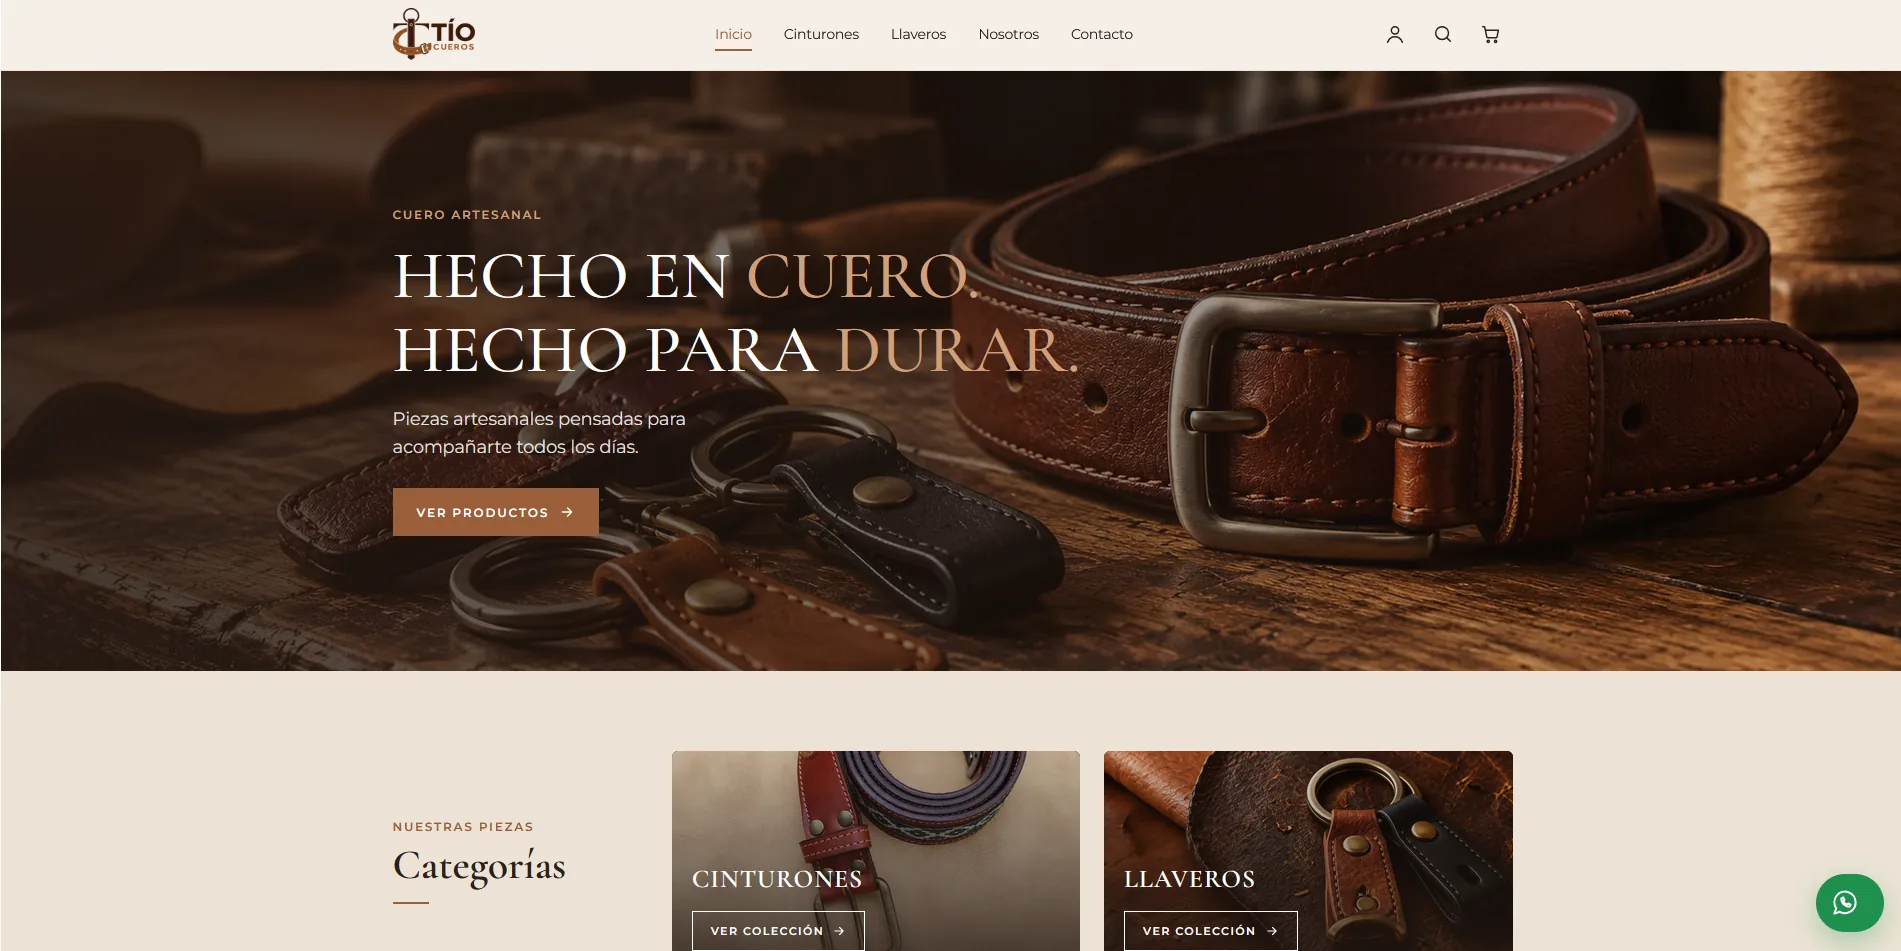 TÍO
CUEROS
Inicio
Cinturones
Llaveros
Nosotros
Contacto
CUERO ARTESANAL
HECHO EN CUERO.
HECHO PARA DURAR.
Piezas artesanales pensadas para
acompañarte todos los días.
VER PRODUCTOS →
NUESTRAS PIEZAS
Categorías
CINTURONES
VER COLECCIÓN →
LLAVEROS
VER COLECCIÓN →